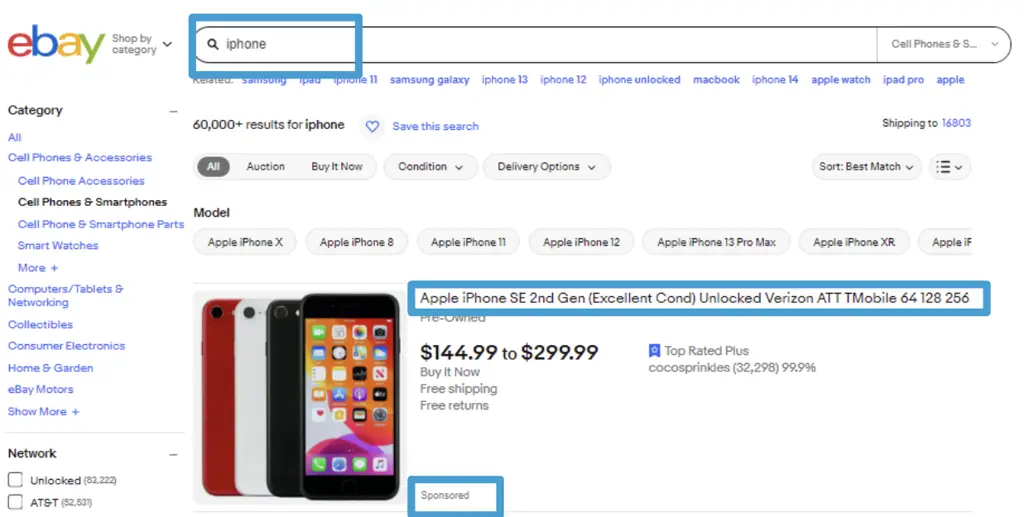 ebay
Shop by
category
iphone
Cell Phones & S...
Related: samsung ipad iphone 11 samsung galaxy iphone 13 iphone 12 iphone unlocked macbook iphone 14 apple watch ipad pro apple
Category
All
Cell Phones & Accessories
Cell Phone Accessories
Cell Phones & Smartphones
Cell Phone & Smartphone Parts
Smart Watches
More +
Computers/Tablets &
Networking
Collectibles
Consumer Electronics
Home & Garden
eBay Motors
Show More +
Network
Unlocked (83,222)
AT&T (52,531)
60,000+ results for iphone
Save this search
Shipping to 16803
All Auction Buy It Now Condition Delivery Options
Sort: Best Match
Model
Apple iPhone X Apple iPhone 8 Apple iPhone 11 Apple iPhone 12 Apple iPhone 13 Pro Max Apple iPhone XR Apple iP
Apple iPhone SE 2nd Gen (Excellent Cond) Unlocked Verizon ATT TMobile 64 128 256
Pre-Owned
$144.99 to $299.99
Buy It Now
Free shipping
Free returns
Top Rated Plus
cocosprinkles (32,298) 99.9%
Sponsored